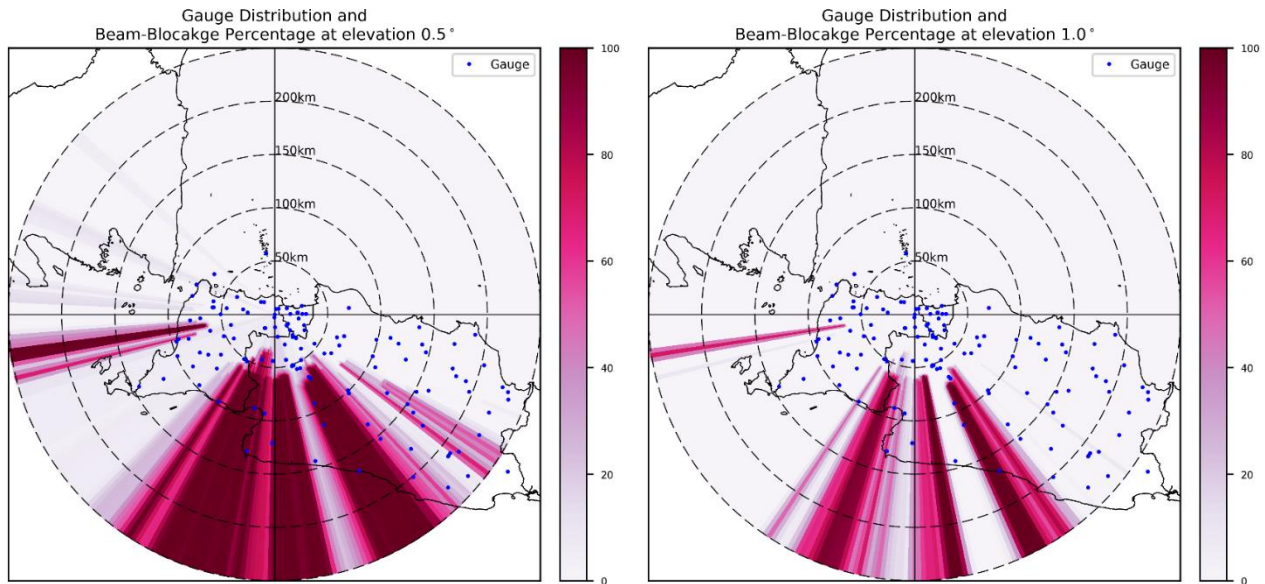 Gauge Distribution and
Beam-Blocakge Percentage at elevation 0.5°
Gauge
200km
150km
100km
50km
100
80
60
40
20
0
Gauge Distribution and
Beam-Blocakge Percentage at elevation 1.0°
Gauge
200km
150km
100km
50km
100
80
60
40
20
0